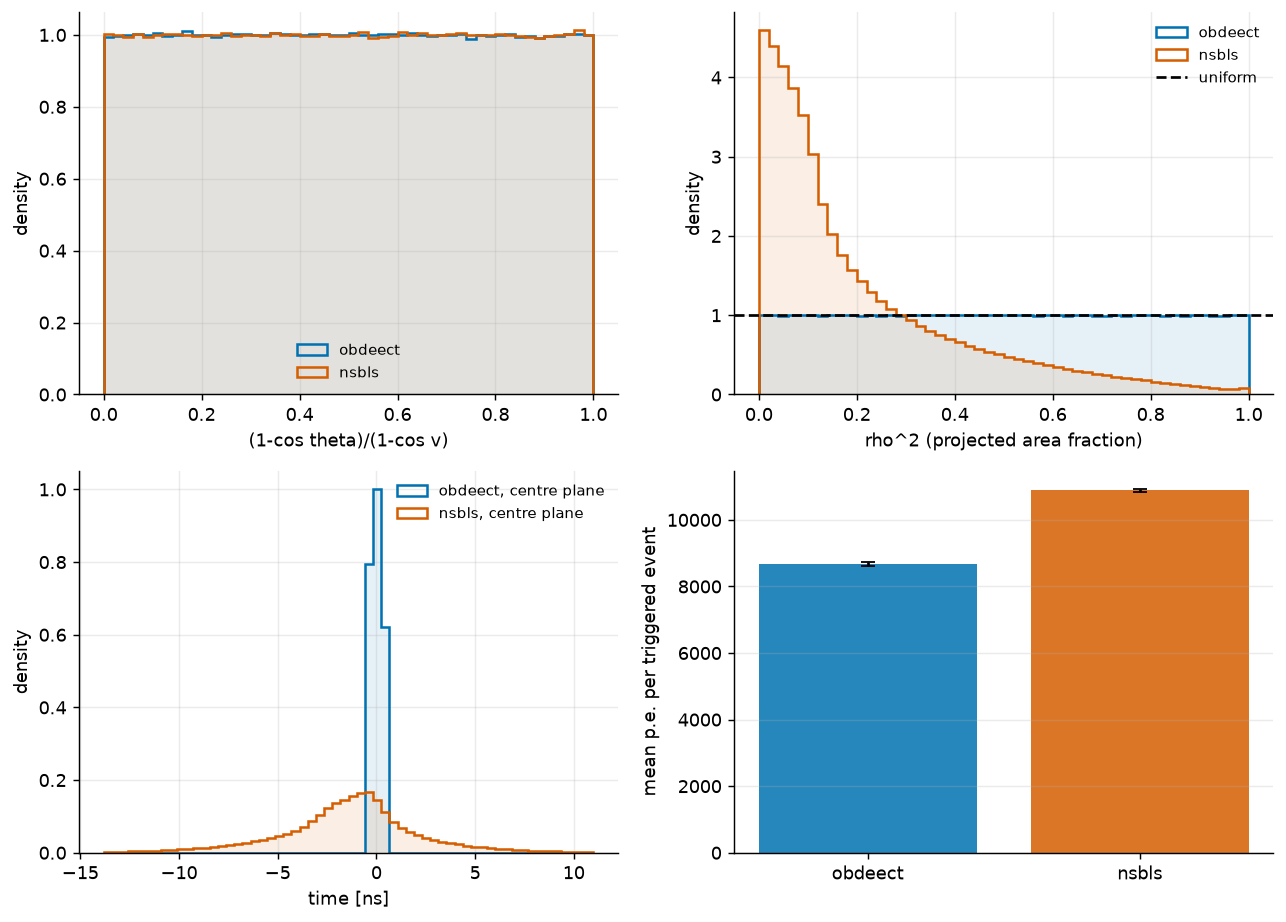 density
0.0
0.2
0.4
0.6
0.8
1.0
obdeect
nsbls
0.0 0.2 0.4 0.6 0.8 1.0
(1-cos theta)/(1-cos v)
density
0
1
2
3
4
obdeect
nsbls
uniform
0.0 0.2 0.4 0.6 0.8 1.0
rho^2 (projected area fraction)
density
0.0
0.2
0.4
0.6
0.8
1.0
obdeect, centre plane
nsbls, centre plane
−15 −10 −5 0 5 10
time [ns]
mean p.e. per triggered event
0
2000
4000
6000
8000
10000
obdeect nsbls